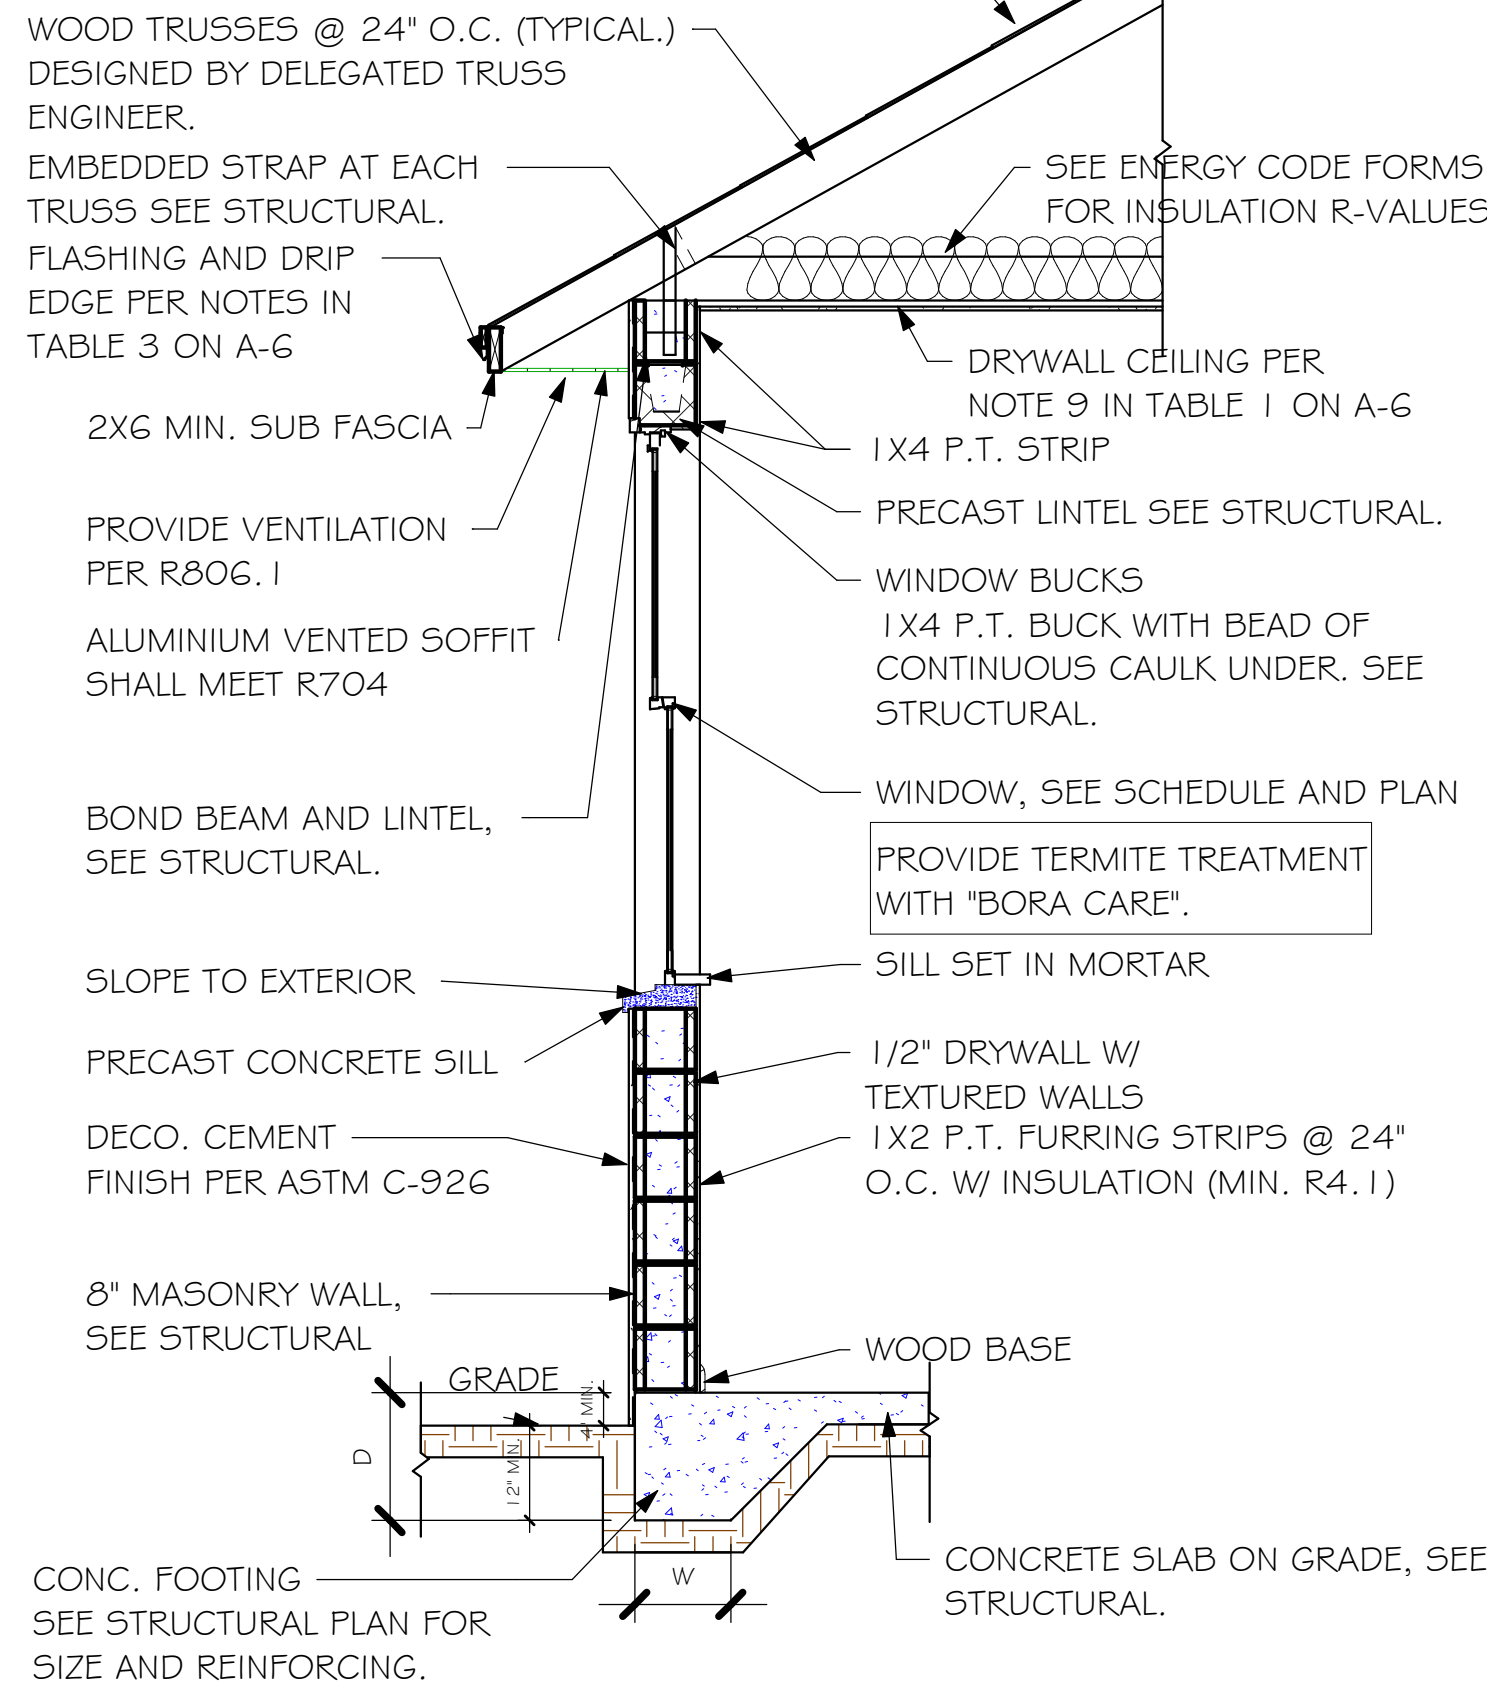 WOOD TRUSSES @ 24" O.C. (TYPICAL.)
DESIGNED BY DELEGATED TRUSS
ENGINEER.
EMBEDDED STRAP AT EACH
TRUSS SEE STRUCTURAL.
FLASHING AND DRIP
EDGE PER NOTES IN
TABLE 3 ON A-6
2X6 MIN. SUB FASCIA
PROVIDE VENTILATION
PER R806.1
ALUMINIUM VENTED SOFFIT
SHALL MEET R704
BOND BEAM AND LINTEL,
SEE STRUCTURAL.
SLOPE TO EXTERIOR
PRECAST CONCRETE SILL
DECO. CEMENT
FINISH PER ASTM C-926
8" MASONRY WALL,
SEE STRUCTURAL
GRADE
4" MIN.
12" MIN.
D
W
CONC. FOOTING
SEE STRUCTURAL PLAN FOR
SIZE AND REINFORCING.
SEE ENERGY CODE FORMS
FOR INSULATION R-VALUES
DRYWALL CEILING PER
NOTE 9 IN TABLE 1 ON A-6
1X4 P.T. STRIP
PRECAST LINTEL SEE STRUCTURAL.
WINDOW BUCKS
1X4 P.T. BUCK WITH BEAD OF
CONTINUOUS CAULK UNDER. SEE
STRUCTURAL.
WINDOW, SEE SCHEDULE AND PLAN
PROVIDE TERMITE TREATMENT
WITH "BORA CARE".
SILL SET IN MORTAR
1/2" DRYWALL W/
TEXTURED WALLS
1X2 P.T. FURRING STRIPS @ 24"
O.C. W/ INSULATION (MIN. R4.1)
WOOD BASE
CONCRETE SLAB ON GRADE, SEE
STRUCTURAL.